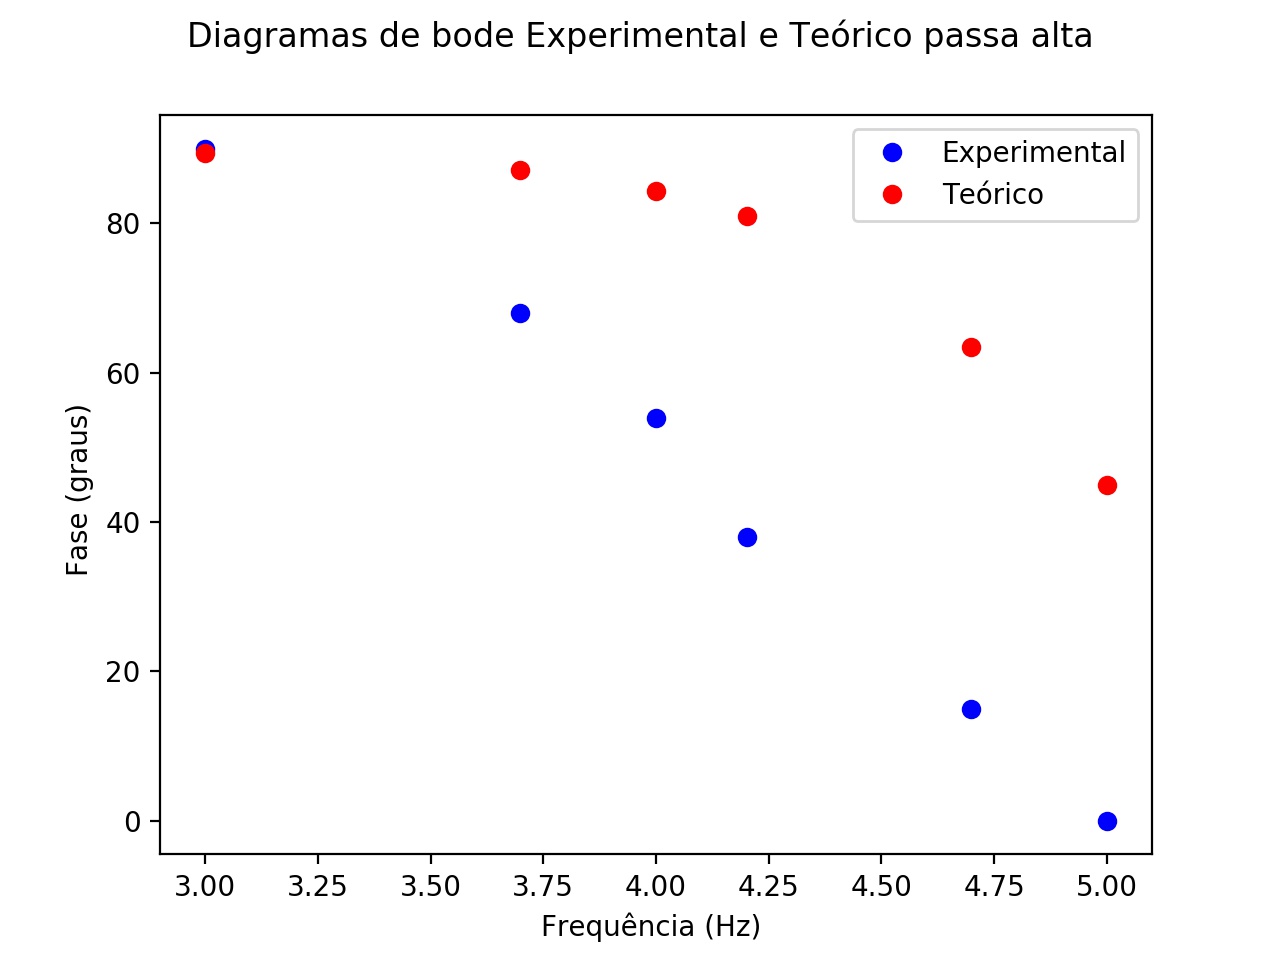 Diagramas de bode Experimental e Teórico passa alta
Experimental
Teórico
80
60
40
20
0
Fase (graus)
3.00 3.25 3.50 3.75 4.00 4.25 4.50 4.75 5.00
Frequência (Hz)